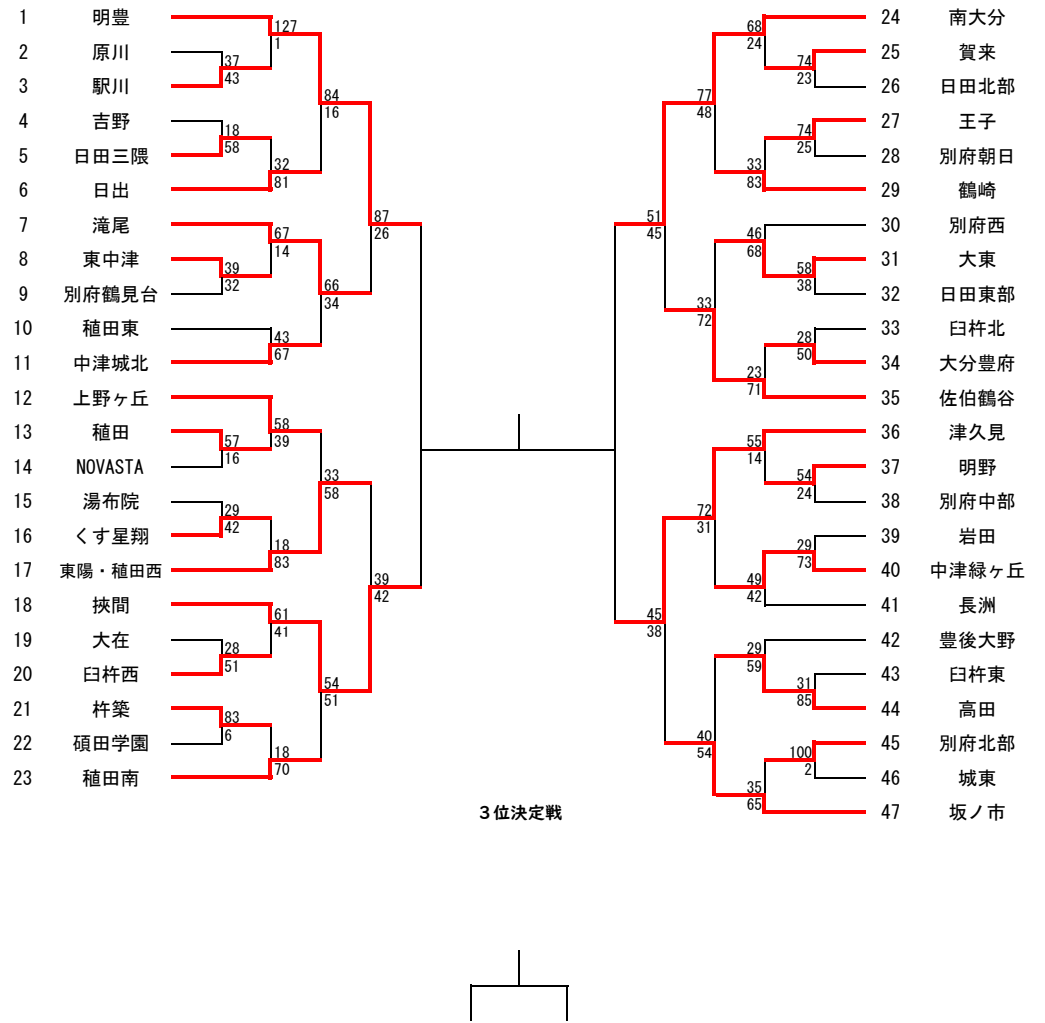 1 明豊 127 24 南大分 68
1 24
2 原川 37 25 賀来 74
3 駅川 43 26 日田北部 23
84 77
16 48
4 吉野 18 27 王子 74
5 日田三隈 58 28 別府朝日 25
32 33
6 日出 81 29 鶴崎 83
87 51
26 45
7 滝尾 67 30 別府西 46
14 68
8 東中津 39 31 大東 58
9 別府鶴見台 32 32 日田東部 38
66 33
34 72
10 稙田東 43 33 臼杵北 28
11 中津城北 67 34 大分豊府 50
23
12 上野ヶ丘 58 35 佐伯鶴谷 71
39
13 稙田 57 36 津久見 55
14
14 NOVASTA 16 37 明野 54
33 72
58 31
15 湯布院 29 38 別府中部 24
16 くす星翔 42 39 岩田 29
18
17 東陽・稙田西 83 40 中津緑ヶ丘 73
49
39 45
42 38
18 挾間 61 41 長洲 42
41
19 大在 28 42 豊後大野 29
59
20 臼杵西 51 43 臼杵東 31
54 40
51 54
21 杵築 83 44 高田 85
22 碩田学園 6 45 別府北部 100
18
23 稙田南 70 46 城東 2
35
47 坂ノ市 65
３位決定戦